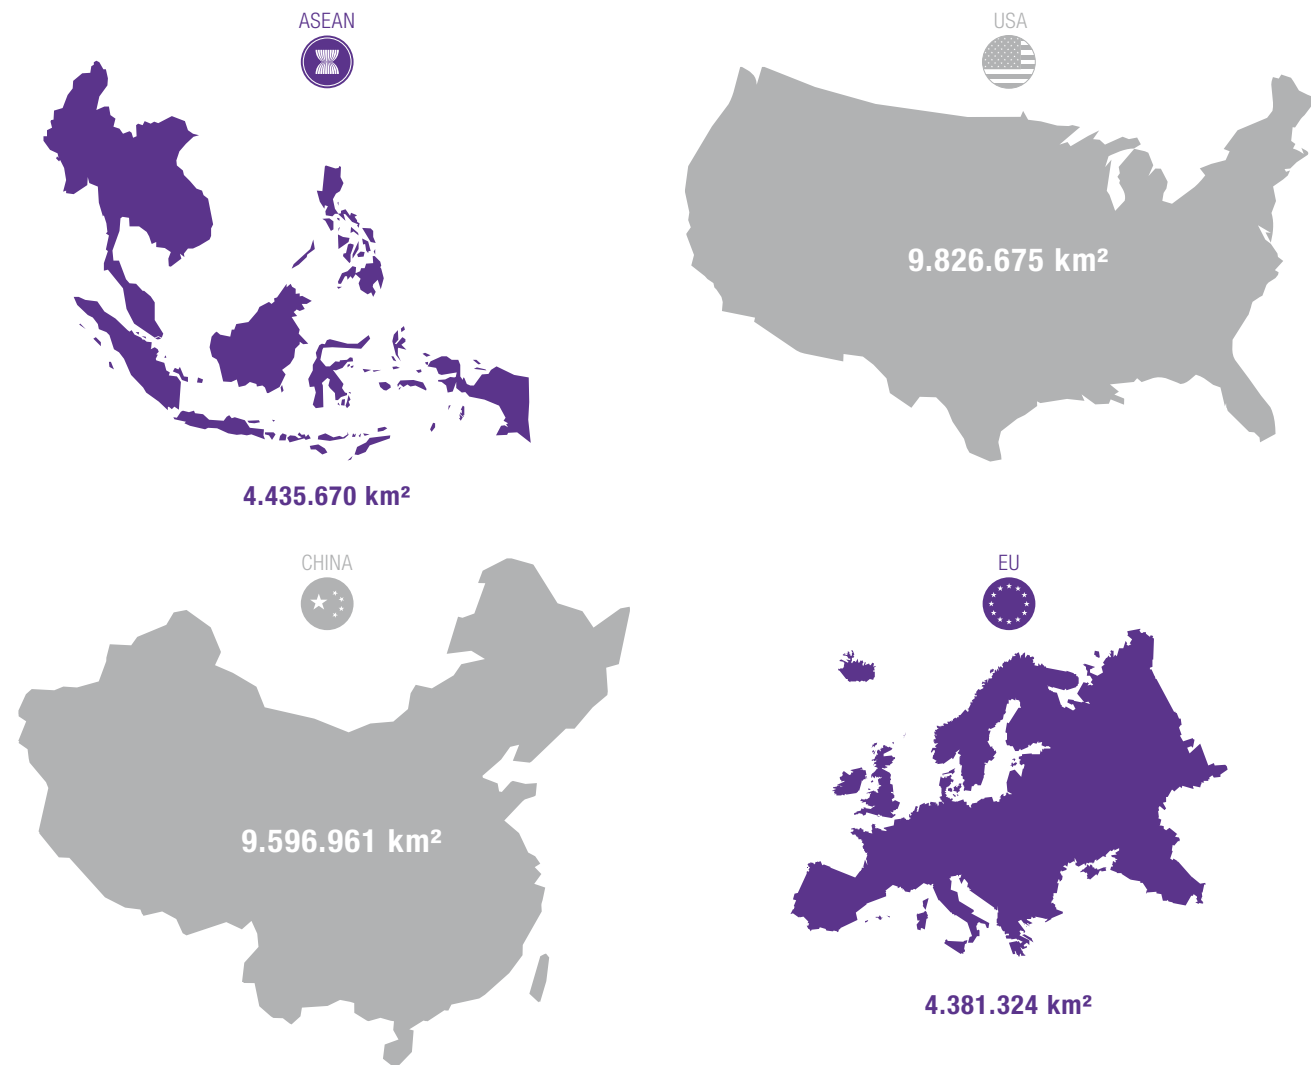 ASEAN
USA
9.826.675 km²
4.435.670 km²
CHINA
EU
9.596.961 km²
4.381.324 km²